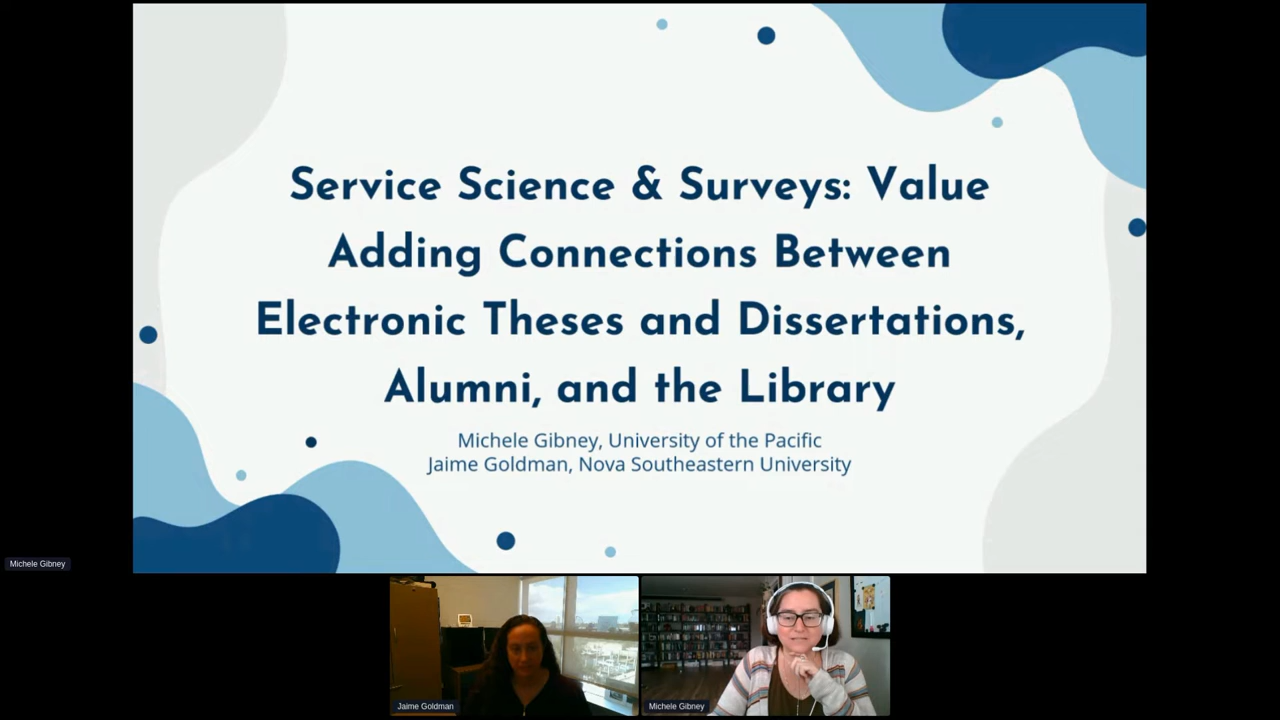 Service Science & Surveys: Value
Adding Connections Between
Electronic Theses and Dissertations,
Alumni, and the Library
Michele Gibney, University of the Pacific
Jaime Goldman, Nova Southeastern University
Michele Gibney
Jaime Goldman
Michele Gibney